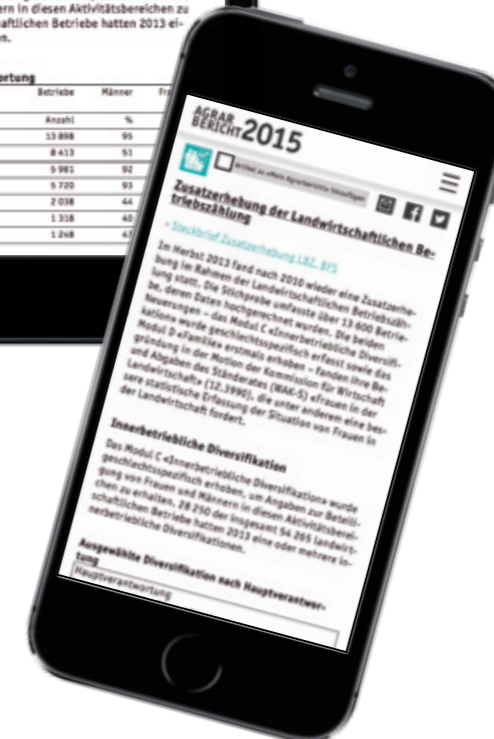 ern in diesen Aktivitätsbereichen zu
aftlichen Betriebe hatten 2013 ei-
n.
ortung
Betriebe Männer Fr
Anzahl %
13 898 95
8 413 51
5 981 92
5 720 93
2 038 44
1 318 40
1 248
AGRAR
BERICHT 2015
Artikel zu offline Agrarberichte hinzufügen
Zusatzerhebung der Landwirtschaftlichen Be-
triebszählung
– Steckbrief Zusatzerhebung LBZ, BFS
Im Herbst 2013 fand nach 2010 wieder eine Zusatzerhe-
bung im Rahmen der Landwirtschaftlichen Betriebszäh-
lung statt. Die Stichprobe umfasste über 13 600 Betrie-
be, deren Daten hochgerechnet wurden. Die beiden
Neuerungen – das Modul C «Innerbetriebliche Diversifi-
kation» wurde geschlechtsspezifisch erfasst sowie das
Modul D «Familie» erstmals erhoben – fanden ihre Be-
gründung in der Motion der Kommission für Wirtschaft
und Abgaben des Ständerates (WAK-S) «Frauen in der
Landwirtschaft» (12.3990), die unter anderem eine bes-
sere statistische Erfassung der Situation von Frauen in
der Landwirtschaft fordert.
Innerbetriebliche Diversifikation
Das Modul C «Innerbetriebliche Diversifikation» wurde
geschlechtsspezifisch erhoben, um Angaben zur Beteili-
gung von Frauen und Männern in diesen Aktivitätsberei-
chen zu erhalten. 28 250 der insgesamt 54 265 landwirt-
schaftlichen Betriebe hatten 2013 eine oder mehrere in-
nerbetriebliche Diversifikationen.
Ausgewählte Diversifikation nach Hauptverantwor-
tung
Hauptverantwortung